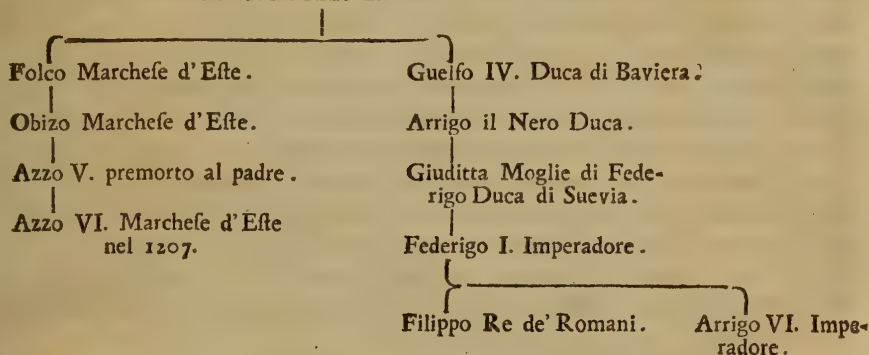 Folco Marcheſe d'Eſte.
Obizo Marcheſe d'Eſte.
Azzo V. premorto al padre.
Azzo VI. Marcheſe d'Eſte
nel 1207.
Gueifo IV. Duca di Baviera.
Arrigo il Nero Duca.
Giuditta Moglie di Fede-
rigo Duca di Suevia.
Federigo I. Imperadore.
Filippo Re de' Romani.
Arrigo VI. Impe-
radore.